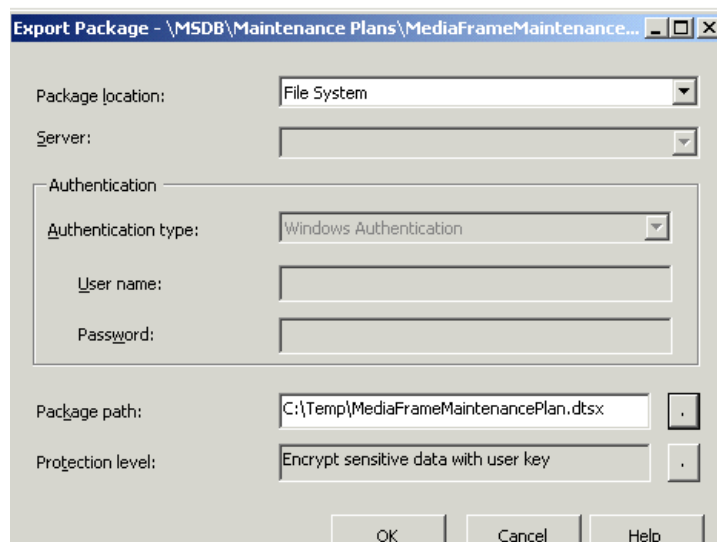 Export Package - \MSDB\Maintenance Plans\MediaFrameMaintenance...
Package location: File System
Server:
Authentication
Authentication type: Windows Authentication
User name:
Password:
Package path: C:\Temp\MediaFrameMaintenancePlan.dtsx .
Protection level: Encrypt sensitive data with user key .
OK Cancel Help